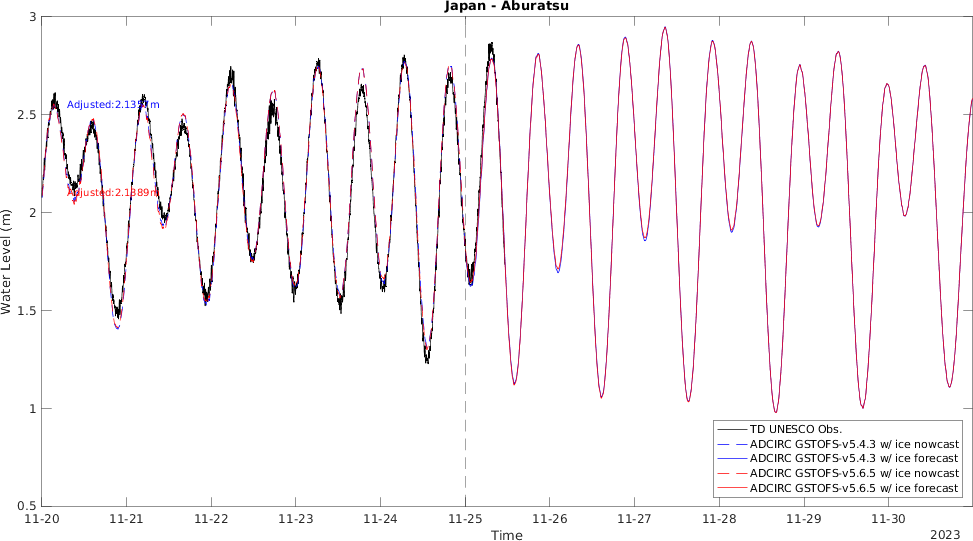 Japan - Aburatsu
3
2.5
2
1.5
1
0.5
Water Level (m)
Adjusted:2.1389m
TD UNESCO Obs.
ADCIRC GSTOFS-v5.4.3 w/ ice nowcast
ADCIRC GSTOFS-v5.4.3 w/ ice forecast
ADCIRC GSTOFS-v5.6.5 w/ ice nowcast
ADCIRC GSTOFS-v5.6.5 w/ ice forecast
11-20 11-21 11-22 11-23 11-24 11-25 11-26 11-27 11-28 11-29 11-30
Time
2023